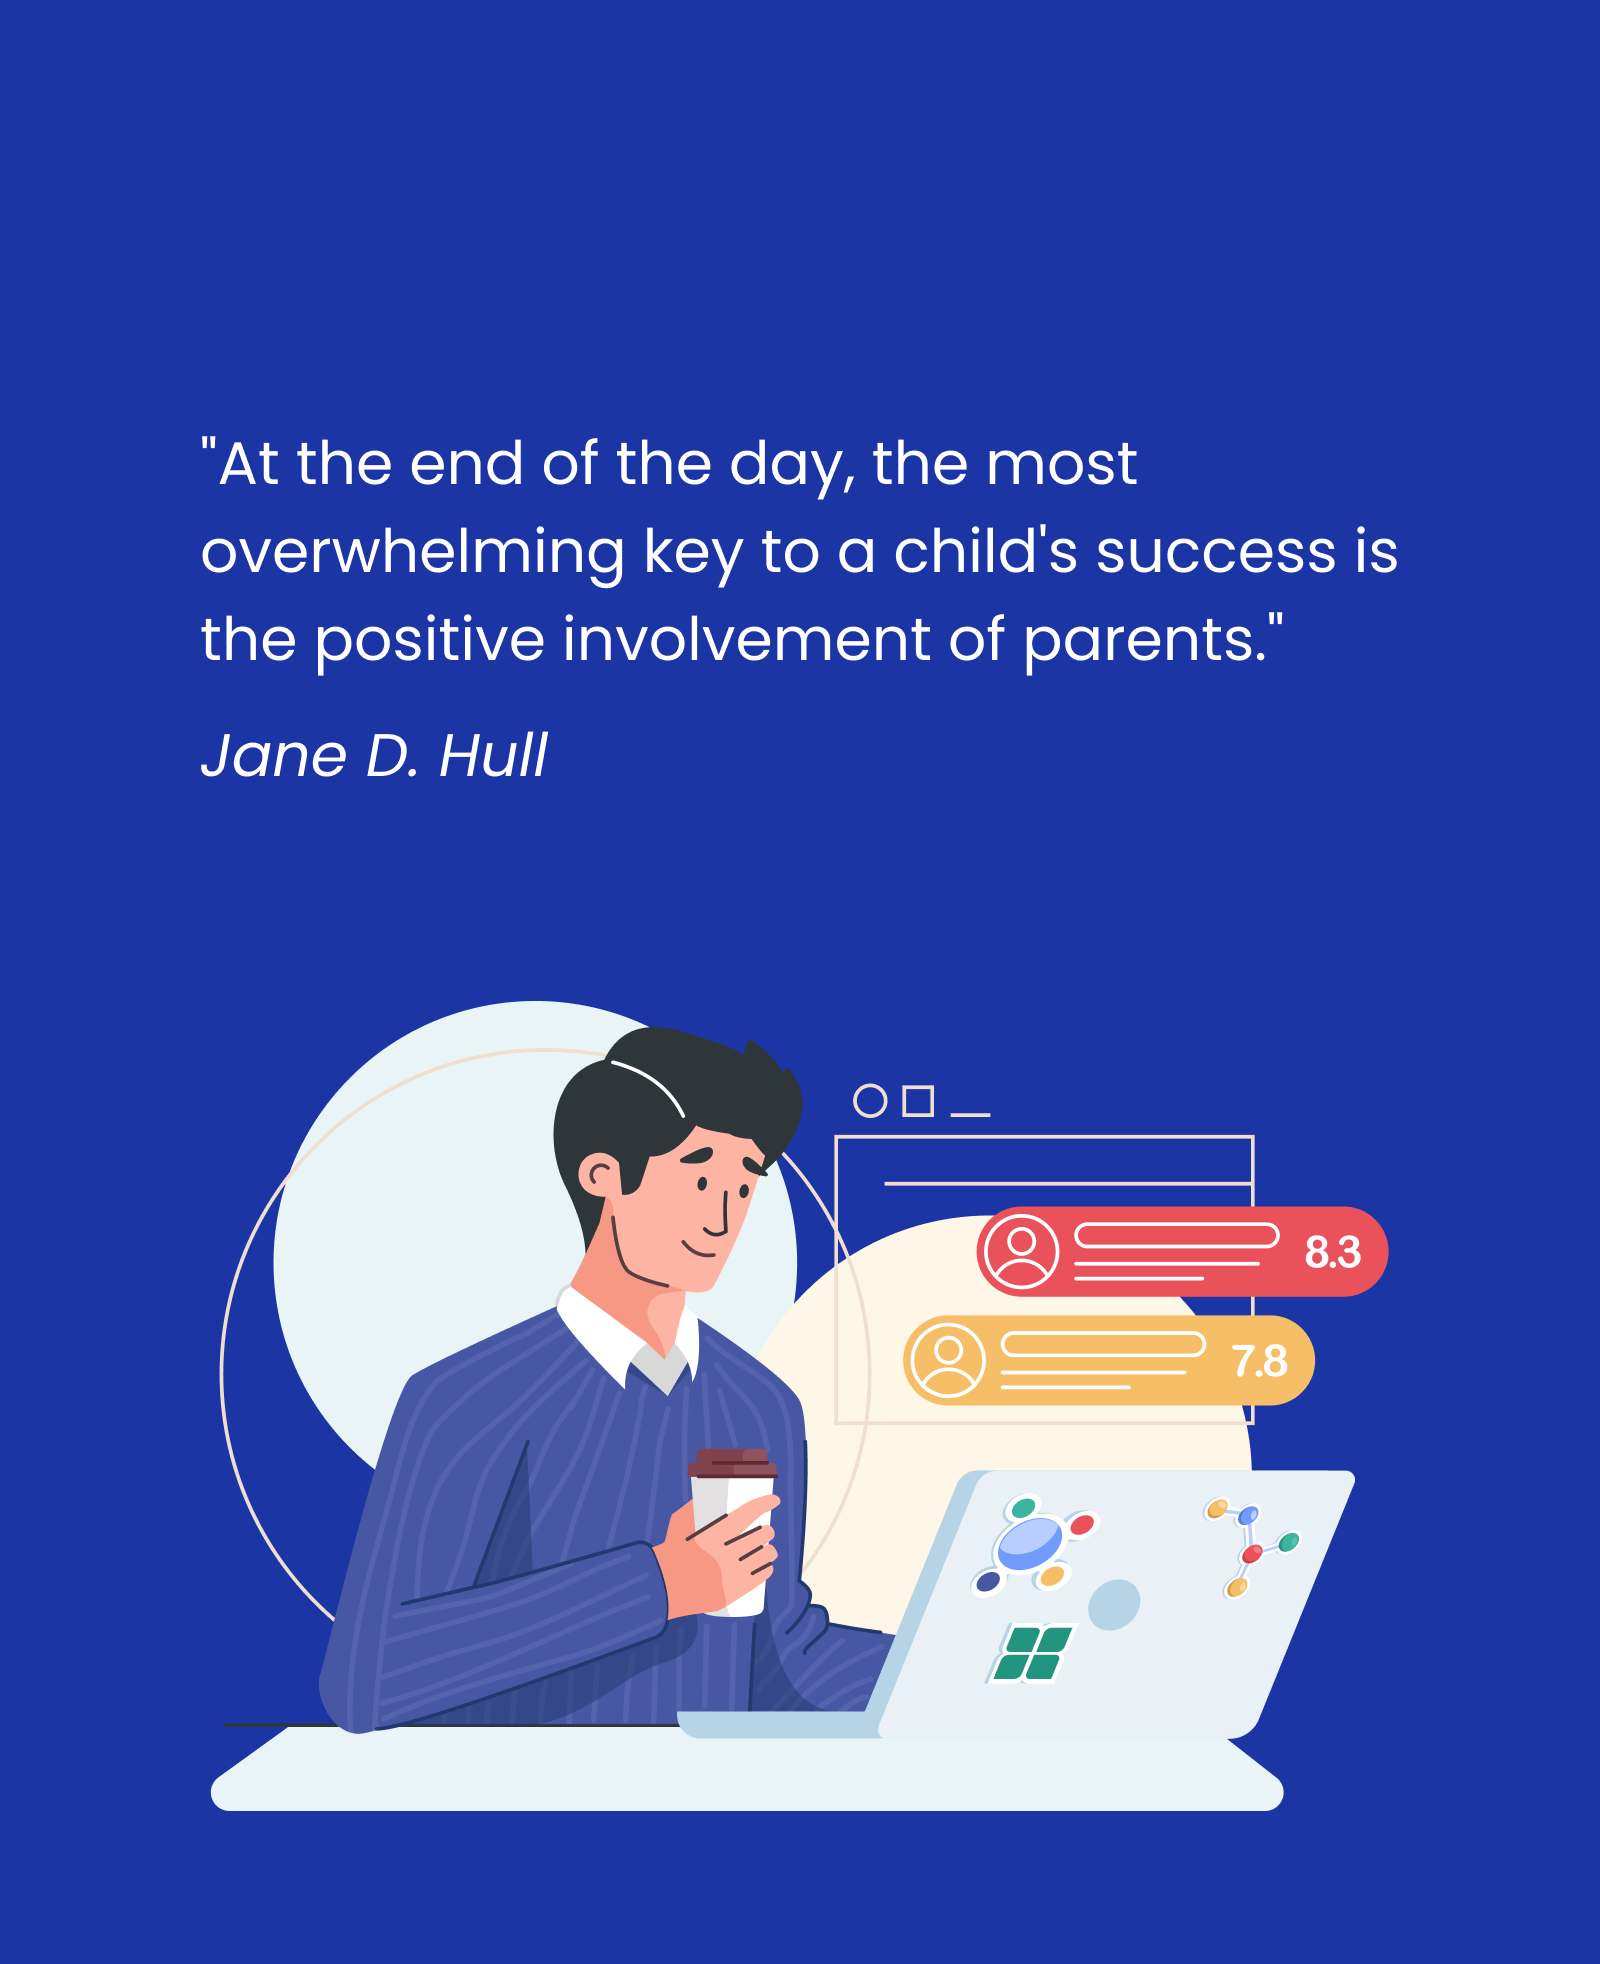 "At the end of the day, the most
overwhelming key to a child's success is
the positive involvement of parents."
Jane D. Hull
8.3
7.8